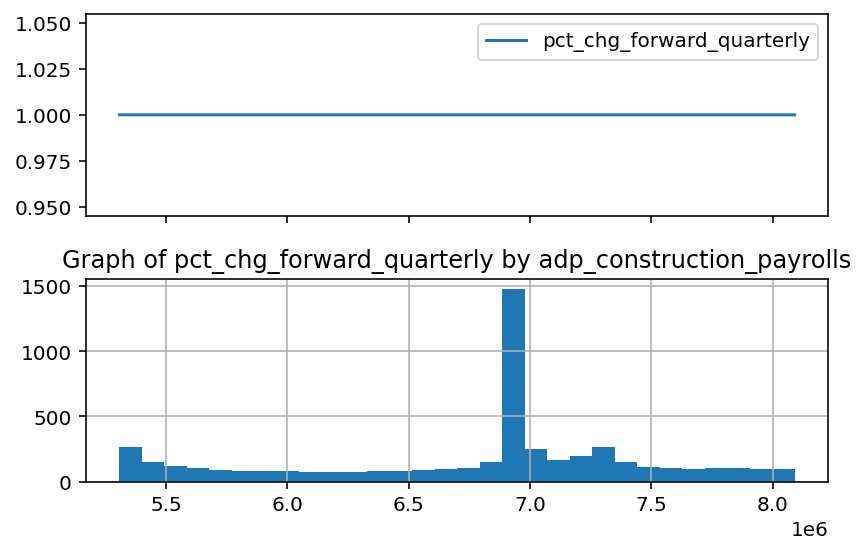 1.050
pct_chg_forward_quarterly
1.025
1.000
0.975
0.950
Graph of pct_chg_forward_quarterly by adp_construction_payrolls
1500
1000
500
0
5.5 6.0 6.5 7.0 7.5 8.0
1e6